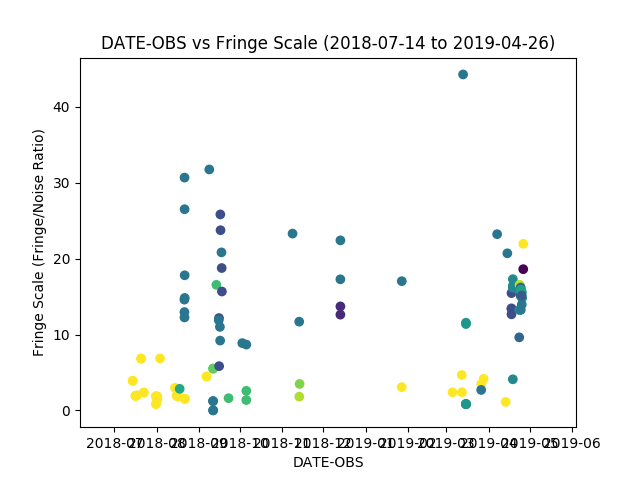 DATE-OBS vs Fringe Scale (2018-07-14 to 2019-04-26)
Fringe Scale (Fringe/Noise Ratio)
40
30
20
10
0
2018-07 2018-08 2018-09 2018-10 2018-11 2018-12 2019-01 2019-02 2019-03 2019-04 2019-05 2019-06
DATE-OBS